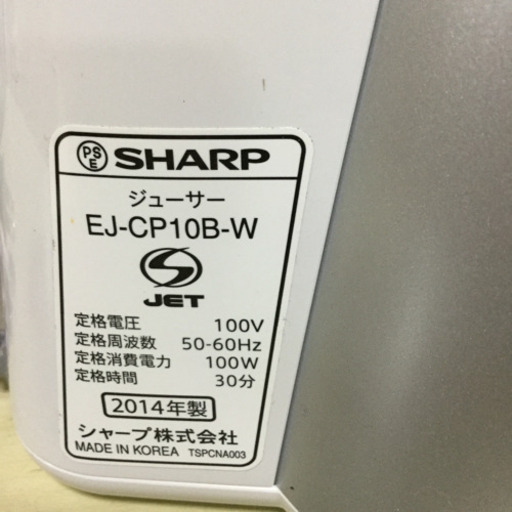 PSE SHARP
ジューサー
EJ-CP10B-W
S JET
定格電圧 100V
定格周波数 50-60Hz
定格消費電力 100W
定格時間 30分
2014年製
シャープ株式会社
MADE IN KOREA TSPCNA003